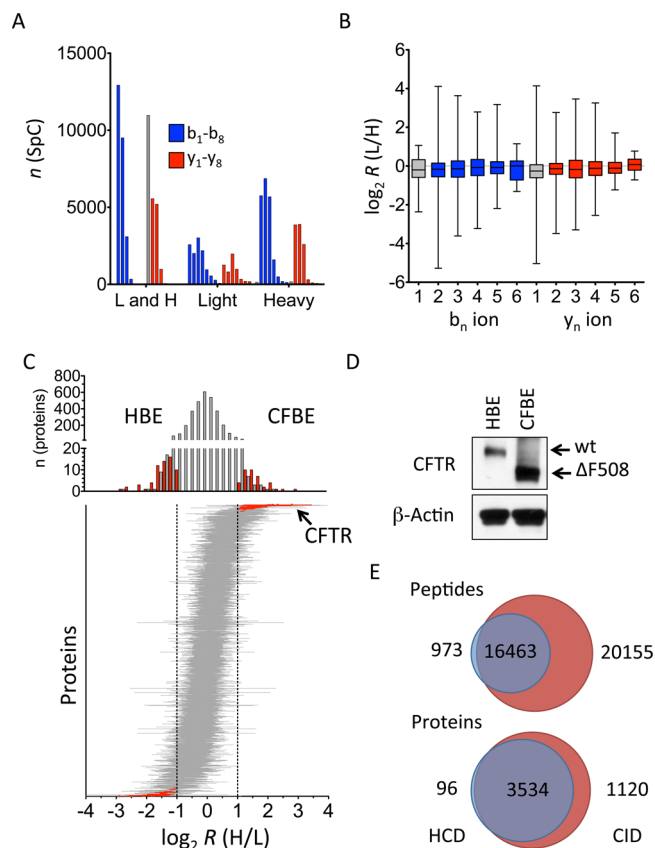 A
15000
10000
5000
0
n (SpC)
b1-b8
y1-y8
L and H
Light
Heavy
B
6
4
2
0
-2
-4
-6
log2 R (L/H)
1 2 3 4 5 6 1 2 3 4 5 6
bn ion
yn ion
C
800
600
400
200
20
10
0
n (proteins)
HBE
CFBE
CFTR
Proteins
-4 -3 -2 -1 0 1 2 3 4
log2 R (H/L)
D
HBE
CFBE
CFTR
wt
ΔF508
β-Actin
E
Peptides
973
16463
20155
Proteins
96
3534
1120
HCD
CID